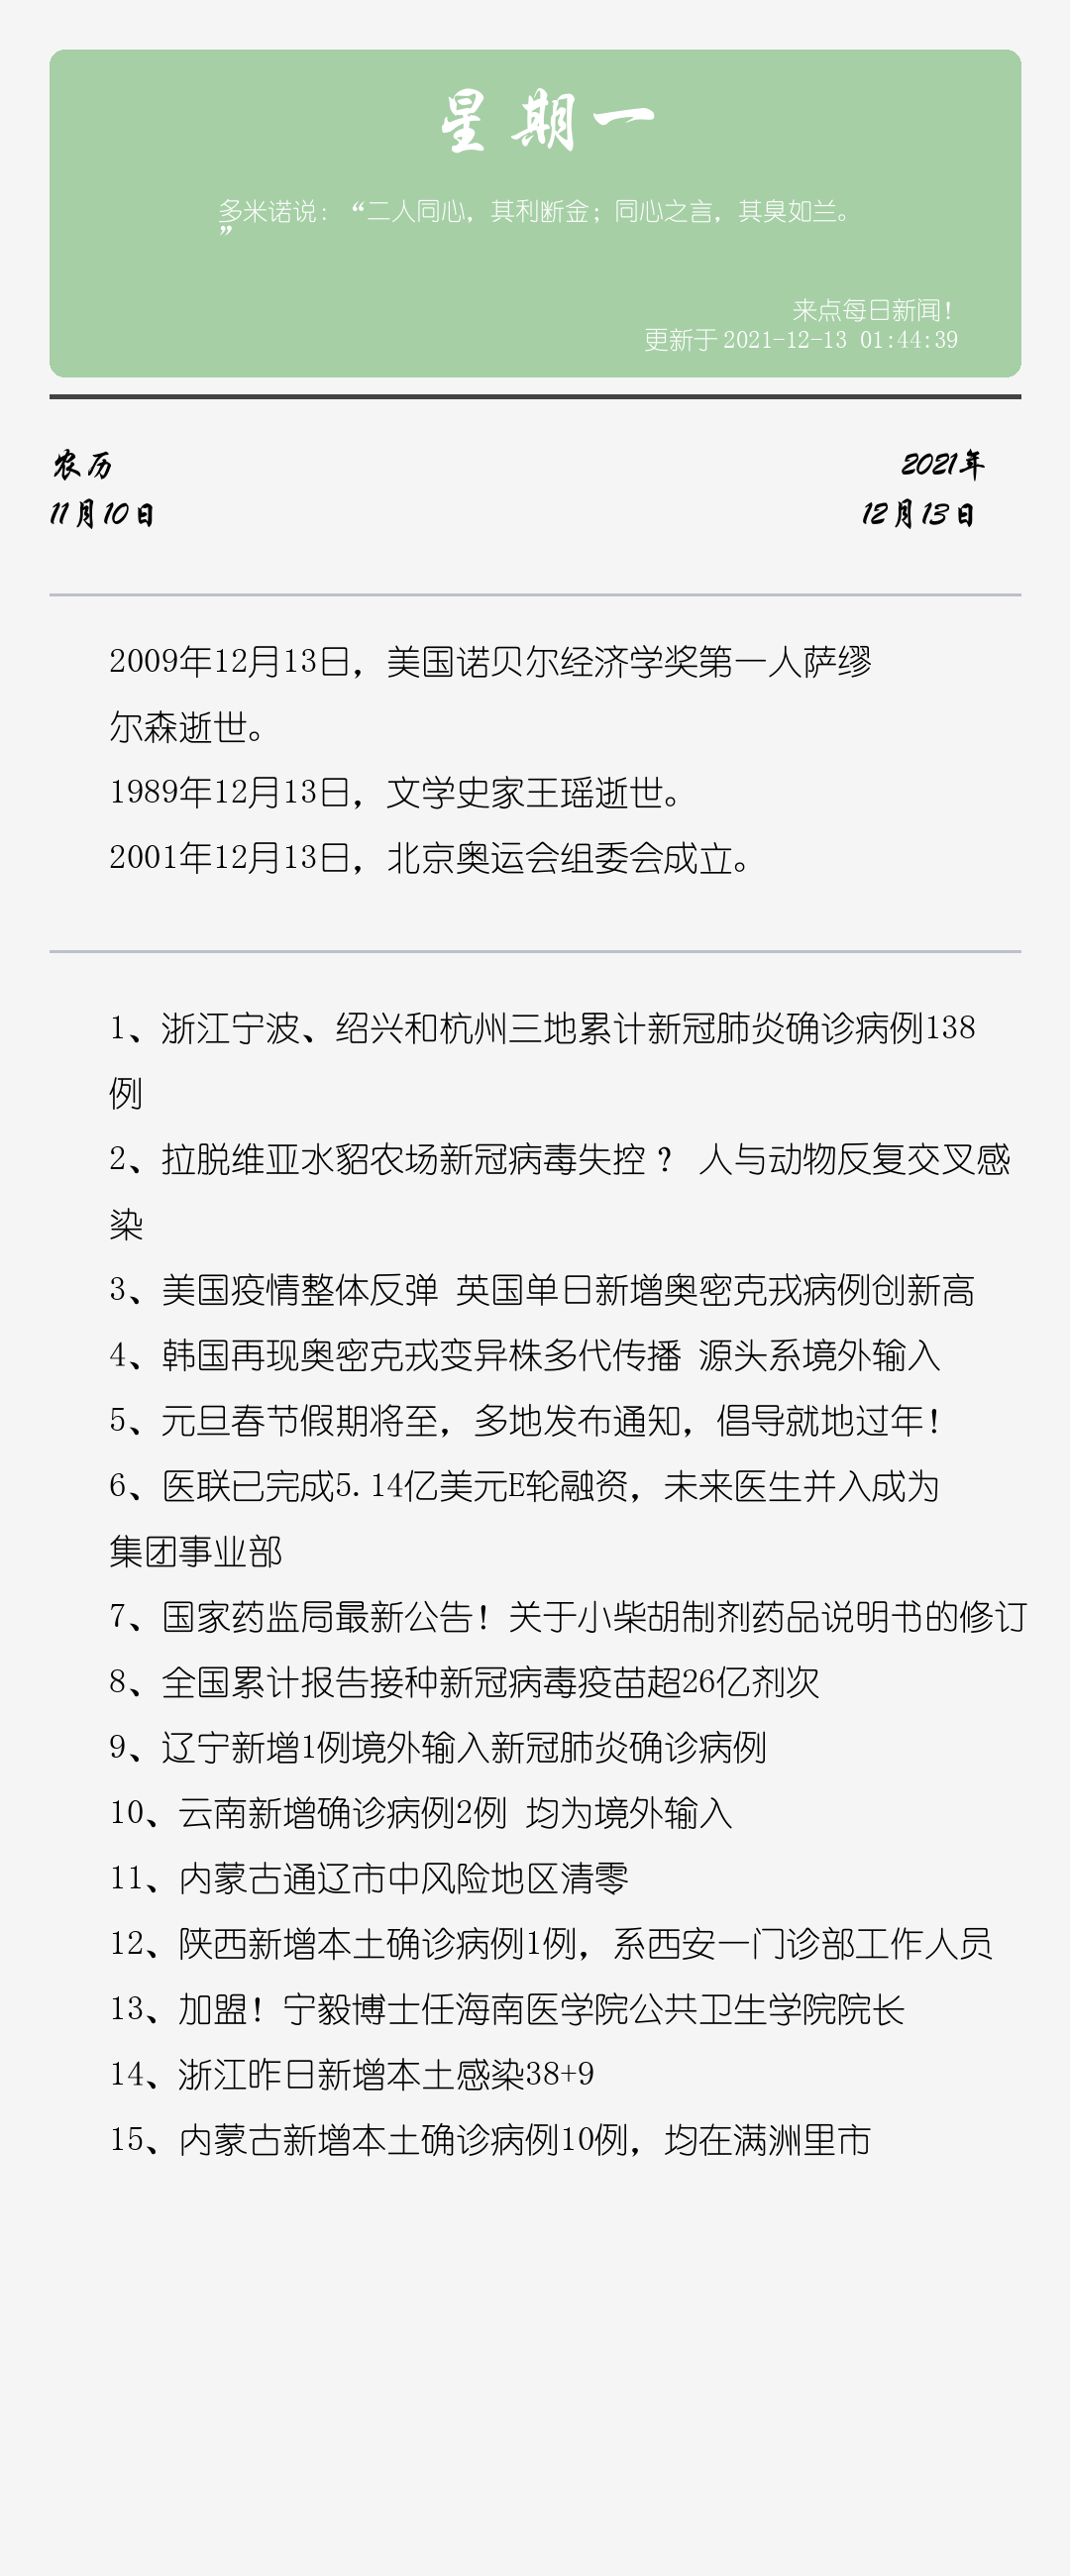 星期一
多米诺说：“二人同心，其利断金；同心之言，其臭如兰。
”
来点每日新闻！
更新于2021-12-13 01:44:39
农历
2021年
11月10日
12月13日
2009年12月13日，美国诺贝尔经济学奖第一人萨缪
尔森逝世。
1989年12月13日，文学史家王瑶逝世。
2001年12月13日，北京奥运会组委会成立。
1、浙江宁波、绍兴和杭州三地累计新冠肺炎确诊病例138
例
2、拉脱维亚水貂农场新冠病毒失控 ？ 人与动物反复交叉感
染
3、美国疫情整体反弹 英国单日新增奥密克戎病例创新高
4、韩国再现奥密克戎变异株多代传播 源头系境外输入
5、元旦春节假期将至，多地发布通知，倡导就地过年！
6、医联已完成5.14亿美元E轮融资，未来医生并入成为
集团事业部
7、国家药监局最新公告！关于小柴胡制剂药品说明书的修订
8、全国累计报告接种新冠病毒疫苗超26亿剂次
9、辽宁新增1例境外输入新冠肺炎确诊病例
10、云南新增确诊病例2例 均为境外输入
11、内蒙古通辽市中风险地区清零
12、陕西新增本土确诊病例1例，系西安一门诊部工作人员
13、加盟！宁毅博士任海南医学院公共卫生学院院长
14、浙江昨日新增本土感染38+9
15、内蒙古新增本土确诊病例10例，均在满洲里市